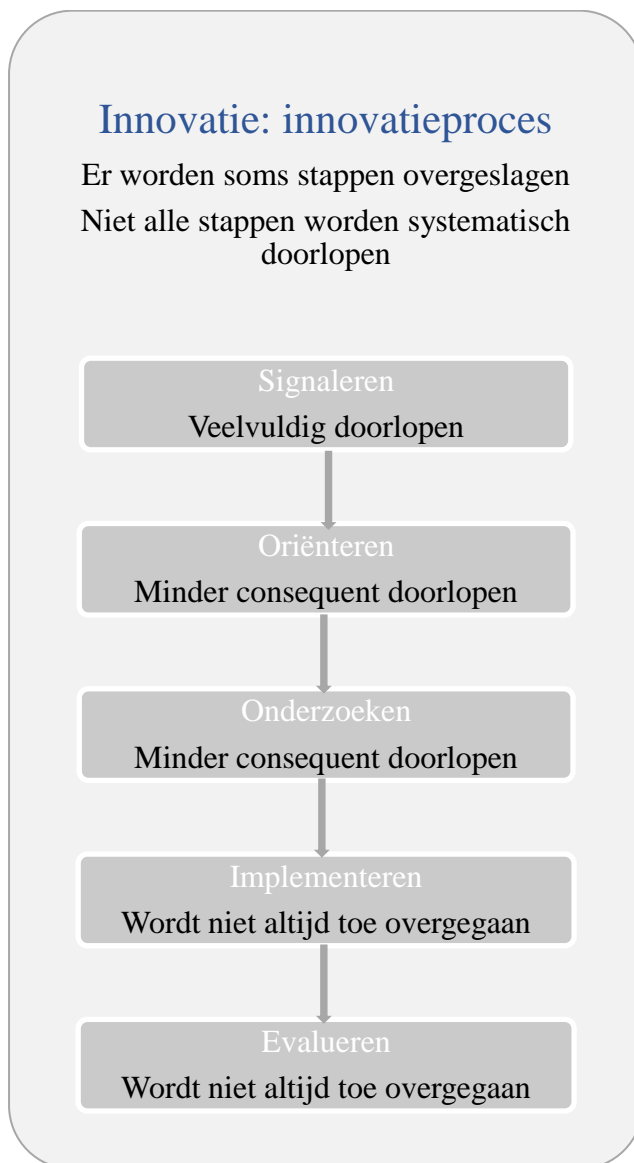 Innovatie: innovatieproces
Er worden soms stappen overgeslagen
Niet alle stappen worden systematisch
doorlopen
Signaleren
Veelvuldig doorlopen
Oriënteren
Minder consequent doorlopen
Onderzoeken
Minder consequent doorlopen
Implementeren
Wordt niet altijd toe overgegaan
Evalueren
Wordt niet altijd toe overgegaan